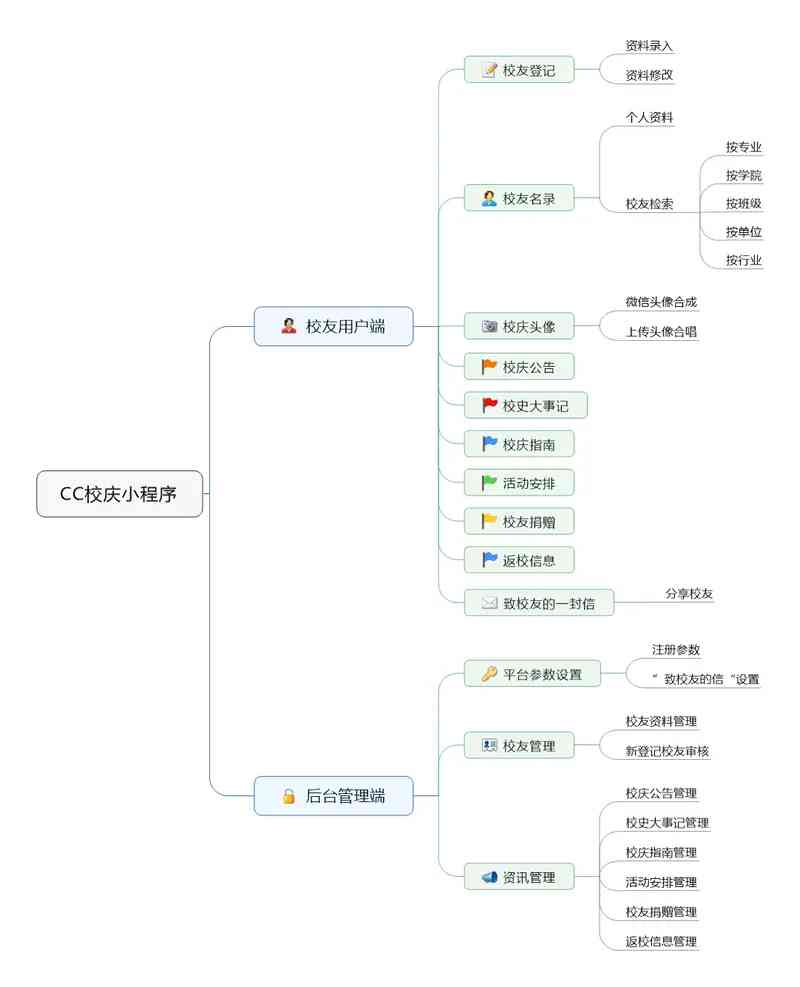 CC校庆小程序
校友用户端
校友登记
资料录入
资料修改
校友名录
个人资料
校友检索
按专业
按学院
按班级
按单位
按行业
校庆头像
微信头像合成
上传头像合唱
校庆公告
校史大事记
校庆指南
活动安排
校友捐赠
返校信息
致校友的一封信
分享校友
后台管理端
平台参数设置
注册参数
“ 致校友的信 “设置
校友管理
校友资料管理
新登记校友审核
资讯管理
校庆公告管理
校史大事记管理
校庆指南管理
活动安排管理
校友捐赠管理
返校信息管理